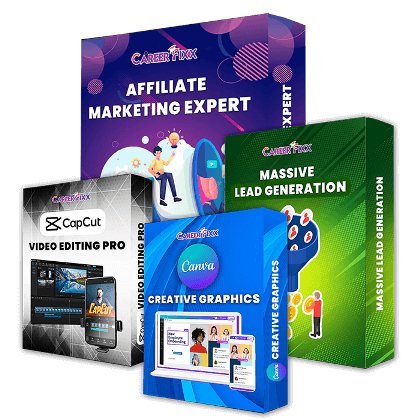 CAREER FIXX
AFFILIATE
MARKETING EXPERT
EXPERT
CAREER FIXX
MASSIVE
LEAD GENERATION
MASSIVE LEAD GENERATION
CAREER FIXX
CapCut
VIDEO EDITING PRO
CAPCUT
VIDEO EDITING PRO
CAREER FIXX
Canva
CREATIVE GRAPHICS
CREATIVE GRAPHICS
Canva